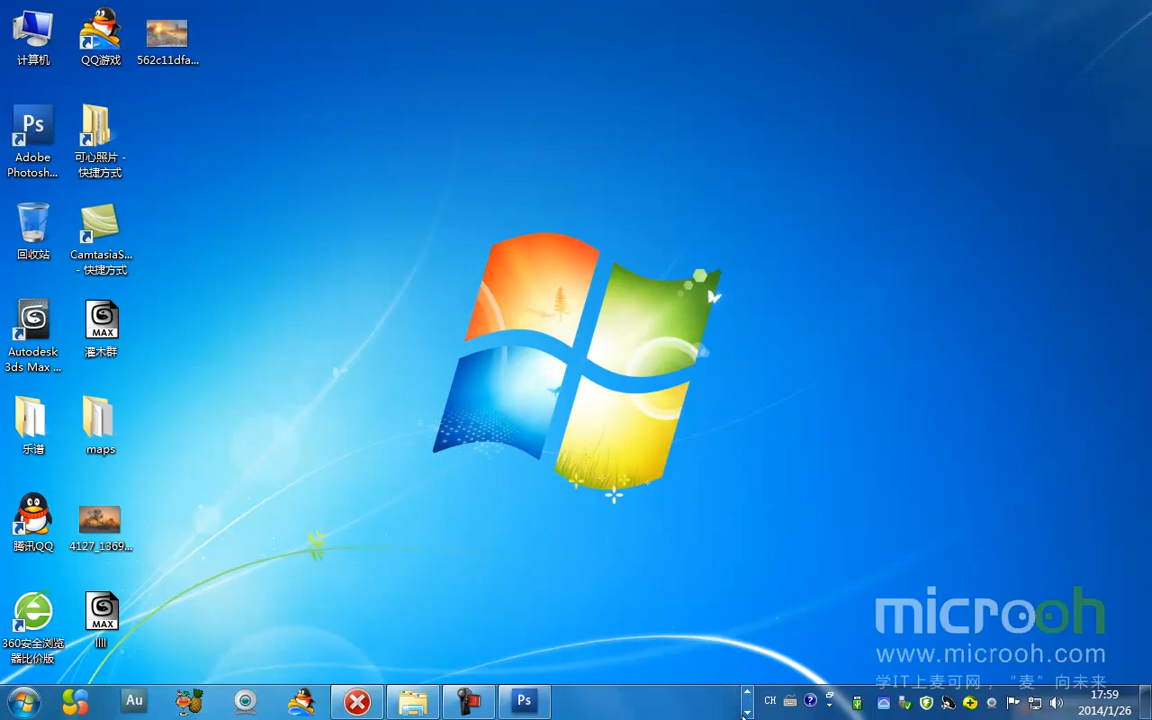 计算机
QQ游戏
562c11dfa...
Ps
Adobe
Photosh...
可心照片 -
快捷方式
回收站
CamtasiaS...
- 快捷方式
Autodesk
3ds Max ...
MAX
灌木群
乐谱
maps
腾讯QQ
4127_1369...
360安全浏览
器比价版
MAX
llll
microoh
www.microoh.com
学IT上麦可网，“麦”向未来
Au
Ps
CH
17:59
2014/1/26